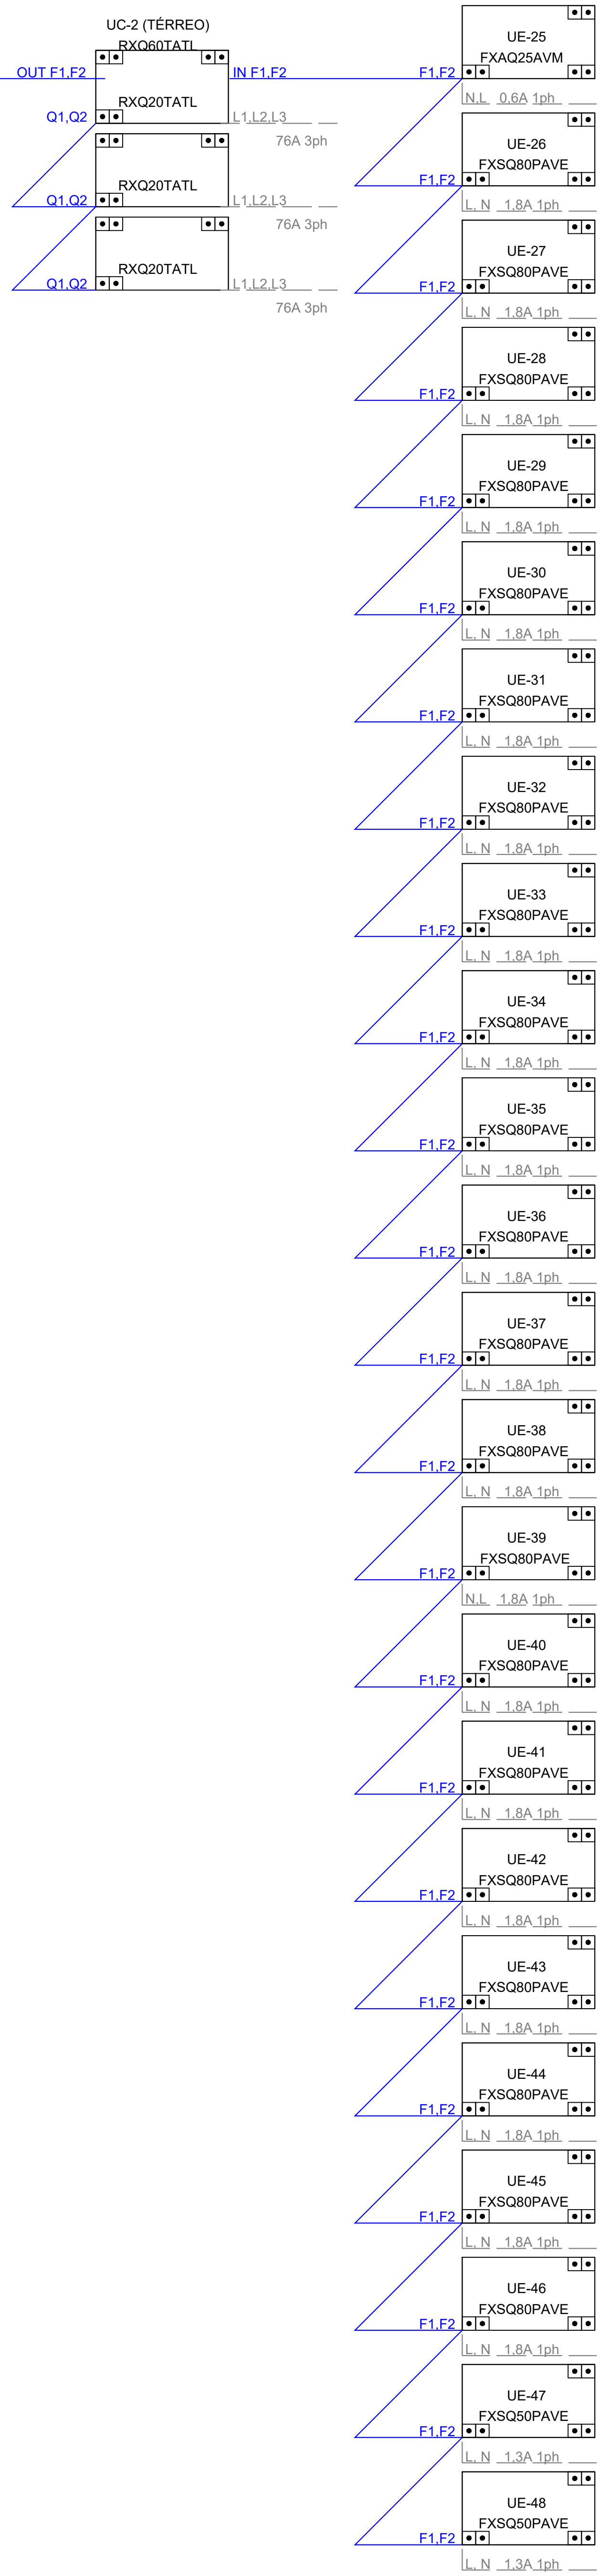 UC-2 (TÉRREO)
RXQ60TATL
OUT F1,F2
IN F1,F2
RXQ20TATL
Q1,Q2
L1,L2,L3
76A 3ph
RXQ20TATL
Q1,Q2
L1,L2,L3
76A 3ph
RXQ20TATL
Q1,Q2
L1,L2,L3
76A 3ph
UE-25
FXAQ25AVM
F1,F2
N,L 0.6A 1ph
UE-26
FXSQ80PAVE
F1,F2
L, N 1,8A 1ph
UE-27
FXSQ80PAVE
F1,F2
L, N 1,8A 1ph
UE-28
FXSQ80PAVE
F1,F2
L, N 1,8A 1ph
UE-29
FXSQ80PAVE
F1,F2
L, N 1,8A 1ph
UE-30
FXSQ80PAVE
F1,F2
L, N 1,8A 1ph
UE-31
FXSQ80PAVE
F1,F2
L, N 1,8A 1ph
UE-32
FXSQ80PAVE
F1,F2
L, N 1,8A 1ph
UE-33
FXSQ80PAVE
F1,F2
L, N 1,8A 1ph
UE-34
FXSQ80PAVE
F1,F2
L, N 1,8A 1ph
UE-35
FXSQ80PAVE
F1,F2
L, N 1,8A 1ph
UE-36
FXSQ80PAVE
F1,F2
L, N 1,8A 1ph
UE-37
FXSQ80PAVE
F1,F2
L, N 1,8A 1ph
UE-38
FXSQ80PAVE
F1,F2
L, N 1,8A 1ph
UE-39
FXSQ80PAVE
F1,F2
N,L 1,8A 1ph
UE-40
FXSQ80PAVE
F1,F2
L, N 1,8A 1ph
UE-41
FXSQ80PAVE
F1,F2
L, N 1,8A 1ph
UE-42
FXSQ80PAVE
F1,F2
L, N 1,8A 1ph
UE-43
FXSQ80PAVE
F1,F2
L, N 1,8A 1ph
UE-44
FXSQ80PAVE
F1,F2
L, N 1,8A 1ph
UE-45
FXSQ80PAVE
F1,F2
L, N 1,8A 1ph
UE-46
FXSQ80PAVE
F1,F2
L, N 1,8A 1ph
UE-47
FXSQ50PAVE
F1,F2
L, N 1,3A 1ph
UE-48
FXSQ50PAVE
F1,F2
L, N 1,3A 1ph